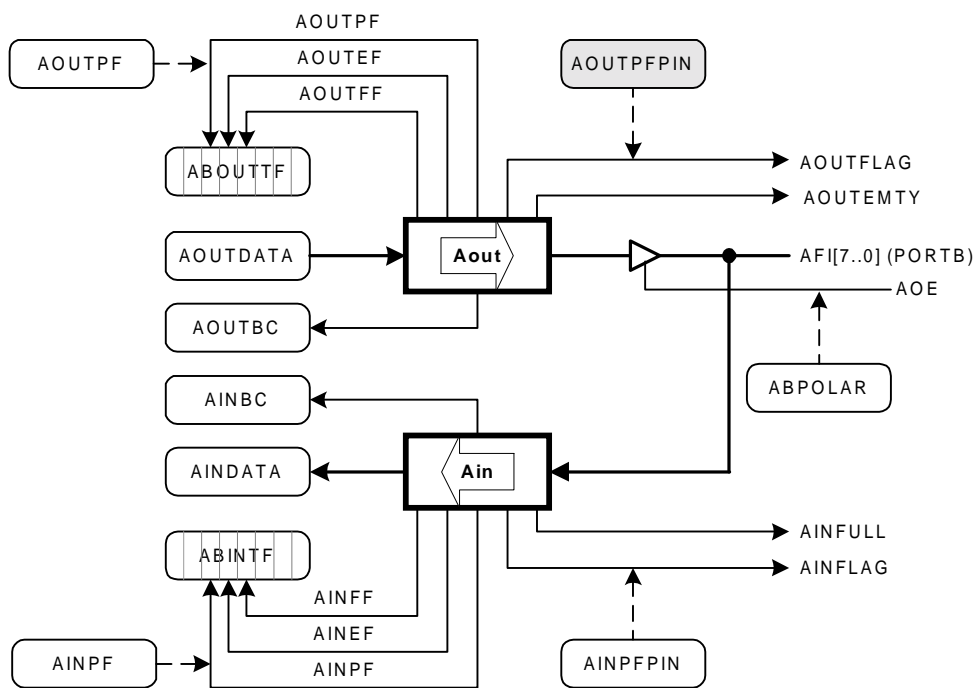 AOUTPF
AOUTPF
AOUTEF
AOUTFF
AOUTPFPIN
ABOUTTF
AOUTFLAG
AOUTEMTY
AOUTDATA
Aout
AFI[7..0] (PORTB)
AOE
AOUTBC
ABPOLAR
AINBC
AINDATA
Ain
ABINTF
AINFULL
AINFLAG
AINFF
AINEF
AINPF
AINPF
AINPFPIN